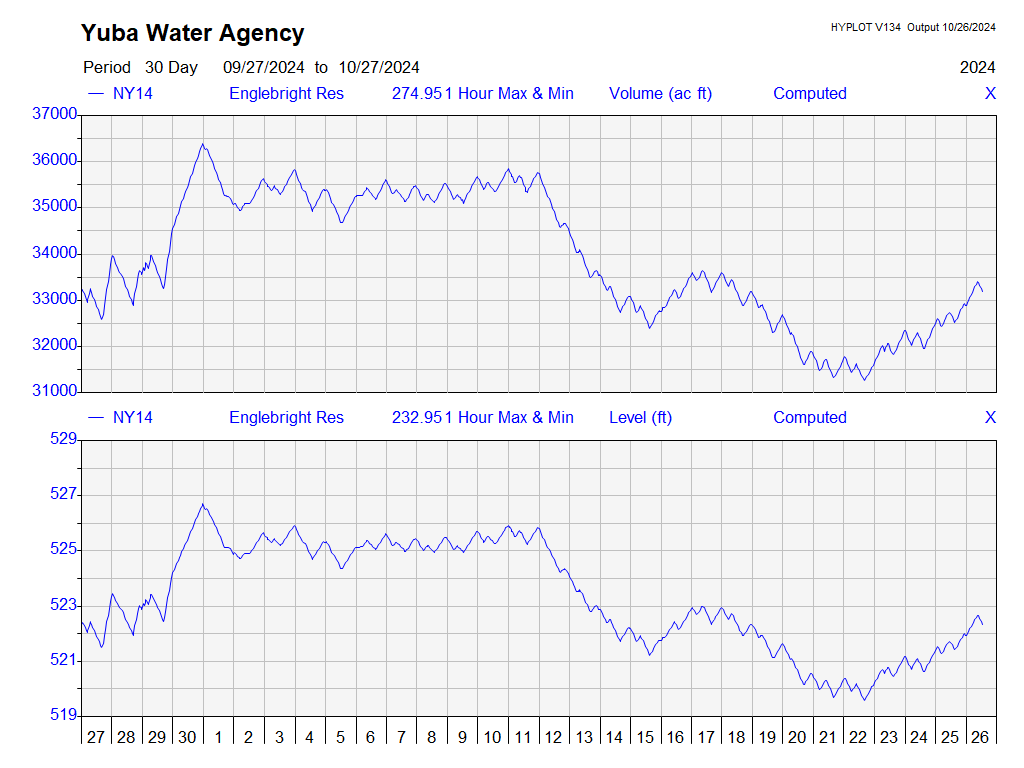 Yuba Water Agency
HYPLOT V134 Output 10/26/2024
Period 30 Day 09/27/2024 to 10/27/2024 2024
NY14 Englebright Res 274.951 Hour Max & Min Volume (ac ft) Computed X
37000
36000
35000
34000
33000
32000
31000
NY14 Englebright Res 232.951 Hour Max & Min Level (ft) Computed X
529
527
525
523
521
519
27 28 29 30 1 2 3 4 5 6 7 8 9 10 11 12 13 14 15 16 17 18 19 20 21 22 23 24 25 26